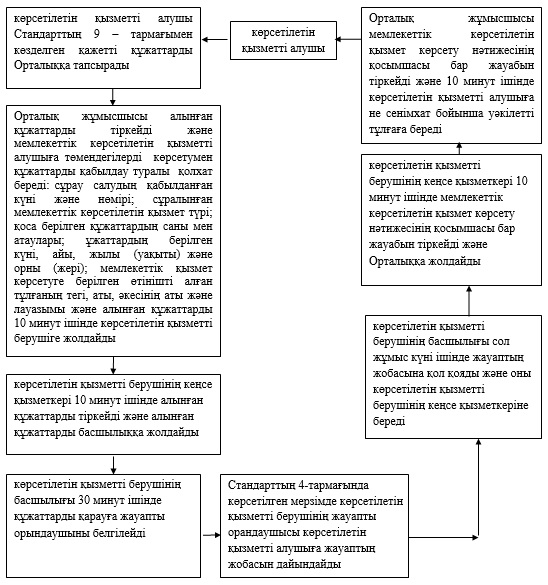 көрсетілетін қызметті алушы
Стандарттың 9 – тармағымен
көзделген қажетті құжаттарды
Орталыққа тапсырады
көрсетілетін
қызметті алушы
Орталық жұмысшысы
мемлекеттік көрсетілетін
қызмет көрсету нәтижесінің
қосымшасы бар жауабын
тіркейді және 10 минут ішінде
көрсетілетін қызметті алушыға
не сенімхат бойынша уәкілетті
тұлғаға береді
Орталық жұмысшысы алынған
құжаттарды тіркейді және
мемлекеттік көрсетілетін қызметті
алушыға төмендегілерді көрсетумен
құжаттарды қабылдау туралы қолхат
береді: сұрау салудың қабылданған
күні және нөмірі; сұралынған
мемлекеттік көрсетілетін қызмет түрі;
қоса берілген құжаттардың саны мен
атаулары; ұжаттардың берілген
күні, айы, жылы (уақыты) және
орны (жері); мемлекеттік қызмет
көрсетуге берілген өтінішті алған
тұлғаның тегі, аты, әкесінің аты және
лауазымы және алынған құжаттарды
10 минут ішінде көрсетілетін қызметті
берушіге жолдайды
көрсетілетін қызметті
берушінің кеңсе қызметкері 10
минут ішінде мемлекеттік
көрсетілетін қызмет көрсету
нәтижесінің қосымшасы бар
жауабын тіркейді және
Орталыққа жолдайды
көрсетілетін қызметті
берушінің басшылығы сол
жұмыс күні ішінде жауаптың
жобасына қол қояды және оны
көрсетілетін қызметті
берушінің кеңсе қызметкеріне
береді
көрсетілетін қызметті берушінің кеңсе
қызметкері 10 минут ішінде алынған
құжаттарды тіркейді және алынған
құжаттарды басшылыққа жолдайды
көрсетілетін қызметті берушінің
басшылығы 30 минут ішінде
құжаттарды қарауға жауапты
орындаушыны белгілейді
Стандарттың 4-тармағында
көрсетілген мерзімде көрсетілетін
қызметті берушінің жауапты
орандаушысы көрсетілетін
қызметті алушыға жауаптың
жобасын дайындайды